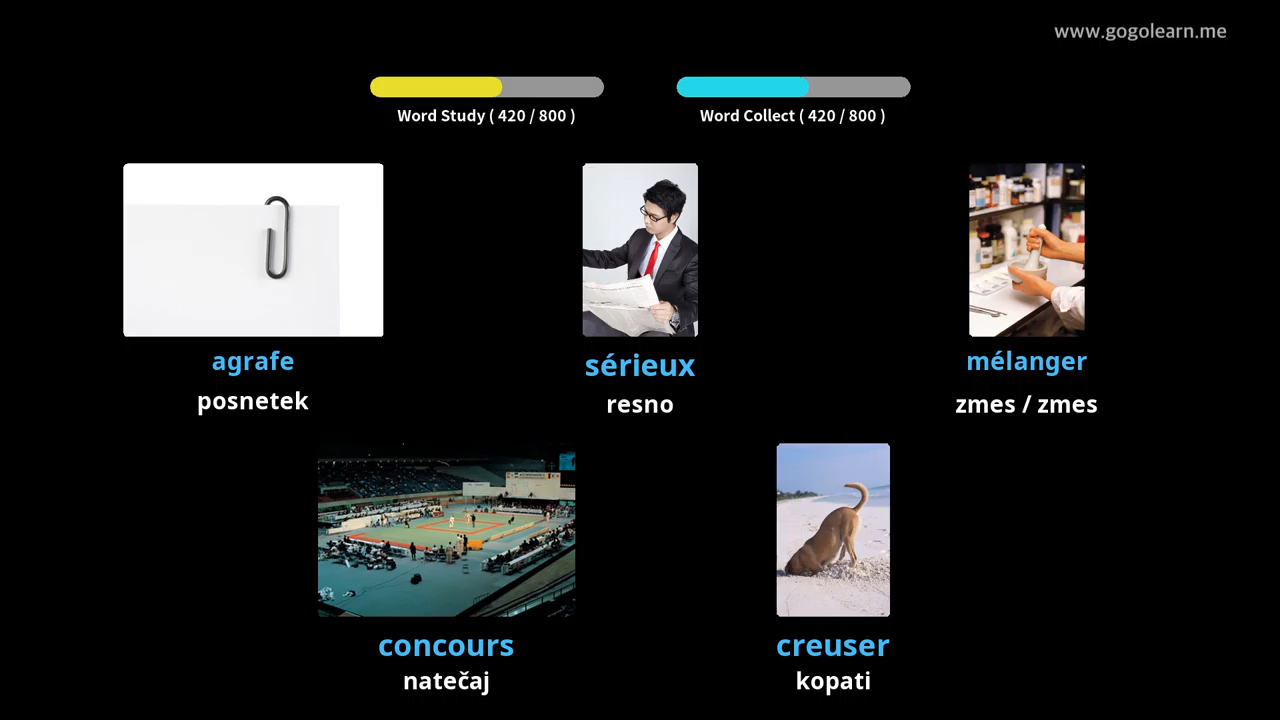 www.gogolearn.me
Word Study ( 420 / 800 )
Word Collect ( 420 / 800 )
agrafe
sérieux
mélanger
posnetek
resno
zmes / zmes
concours
creuser
natečaj
kopati